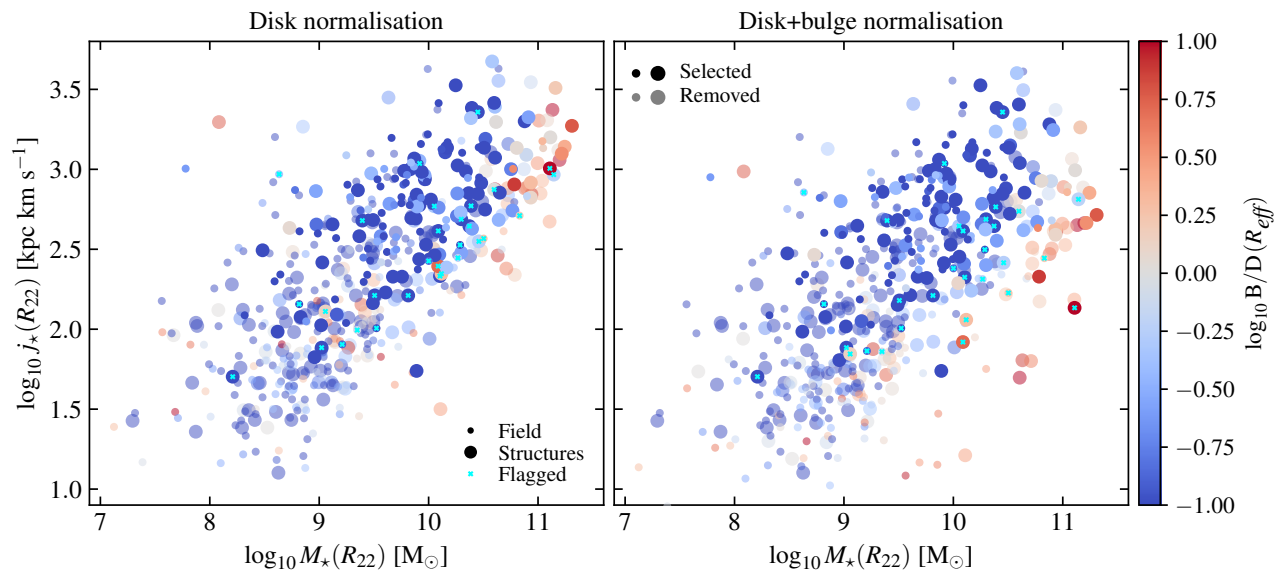 Disk normalisation
Disk+bulge normalisation
log₁₀ j⋆(R₂₂) [kpc km s⁻¹]
3.5
3.0
2.5
2.0
1.5
1.0
Field
Structures
Flagged
7 8 9 10 11
log₁₀ M⋆(R₂₂) [M⊙]
Selected
Removed
7 8 9 10 11
log₁₀ M⋆(R₂₂) [M⊙]
1.00
0.75
0.50
0.25
0.00
−0.25
−0.50
−0.75
−1.00
log₁₀ B/D(R_eff)